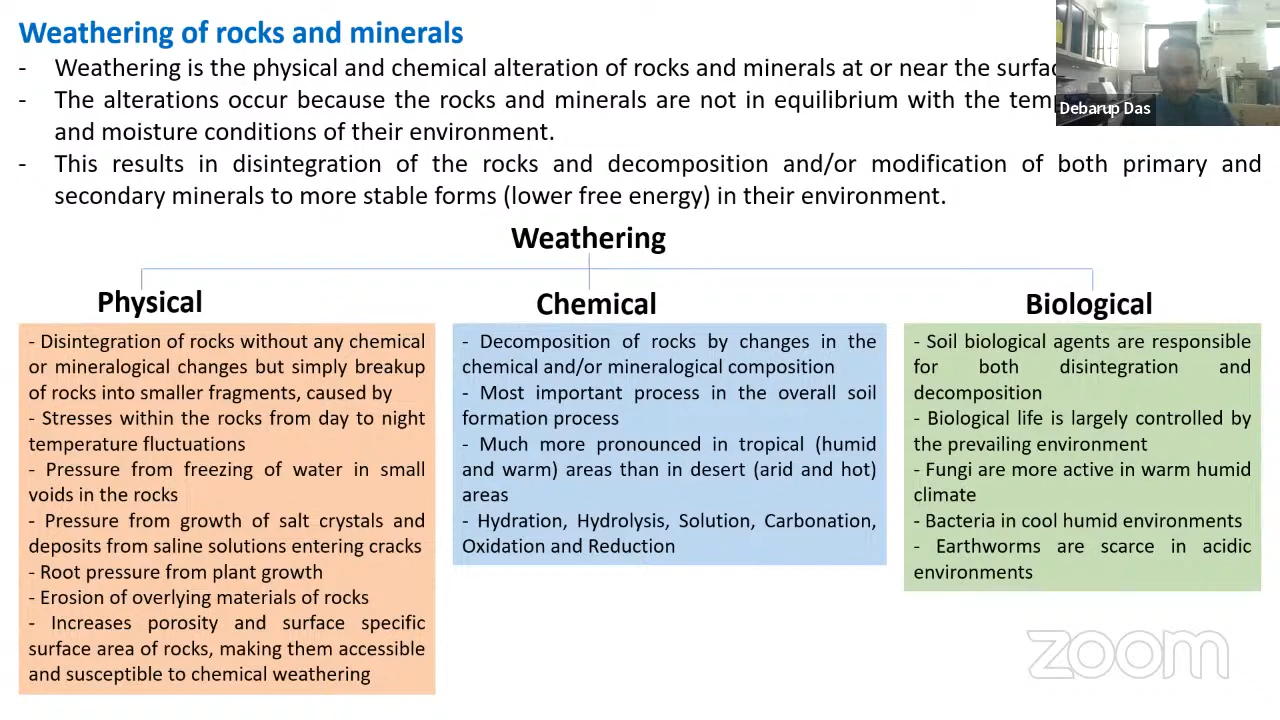 Weathering of rocks and minerals
- Weathering is the physical and chemical alteration of rocks and minerals at or near the
- The alterations occur because the rocks and minerals are not in equilibrium with the
and moisture conditions of their environment.
- This results in disintegration of the rocks and decomposition and/or modification of both primary and
secondary minerals to more stable forms (lower free energy) in their environment.
Debarup Das
Weathering
Physical
- Disintegration of rocks without any chemical
or mineralogical changes but simply breakup
of rocks into smaller fragments, caused by
- Stresses within the rocks from day to night
temperature fluctuations
- Pressure from freezing of water in small
voids in the rocks
- Pressure from growth of salt crystals and
deposits from saline solutions entering cracks
- Root pressure from plant growth
- Erosion of overlying materials of rocks
- Increases porosity and surface specific
surface area of rocks, making them accessible
and susceptible to chemical weathering
Chemical
- Decomposition of rocks by changes in the
chemical and/or mineralogical composition
- Most important process in the overall soil
formation process
- Much more pronounced in tropical (humid
and warm) areas than in desert (arid and hot)
areas
- Hydration, Hydrolysis, Solution, Carbonation,
Oxidation and Reduction
Biological
- Soil biological agents are responsible
for both disintegration and
decomposition
- Biological life is largely controlled by
the prevailing environment
- Fungi are more active in warm humid
climate
- Bacteria in cool humid environments
- Earthworms are scarce in acidic
environments
zoom